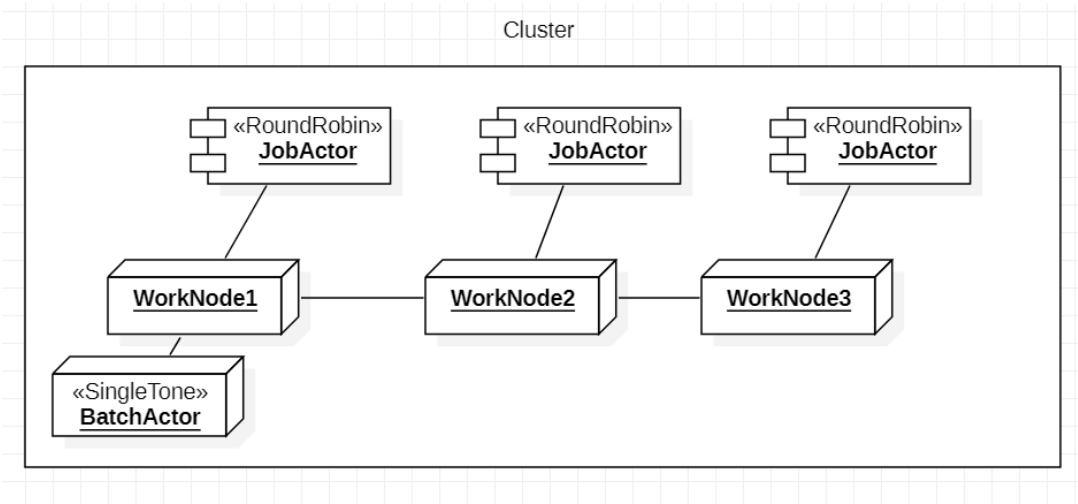 Cluster
«RoundRobin»
JobActor
«RoundRobin»
JobActor
«RoundRobin»
JobActor
WorkNode1
WorkNode2
WorkNode3
«SingleTone»
BatchActor